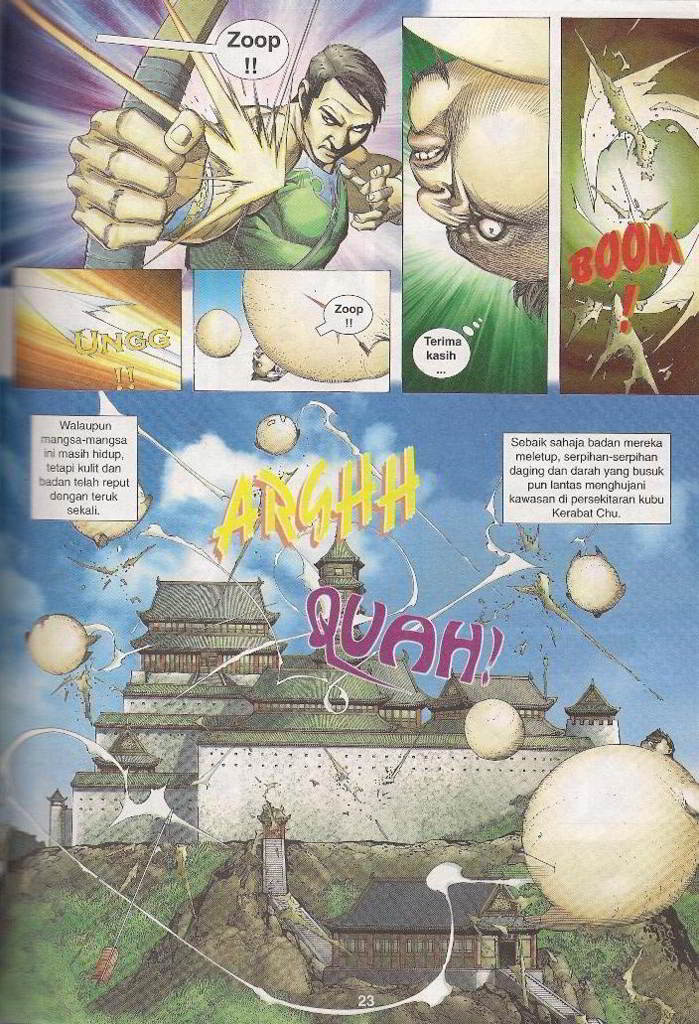 Zoop
!!
Terima
kasih
...
BOOM
!
UNGG
!!
Zoop
!!
Walaupun
mangsa-mangsa
ini masih hidup,
tetapi kulit dan
badan telah reput
dengan teruk
sekali.
Sebaik sahaja badan mereka
meletup, serpihan-serpihan
daging dan darah yang busuk
pun lantas menghujani
kawasan di persekitaran kubu
Kerabat Chu.
ARGHH
QUAH!
23